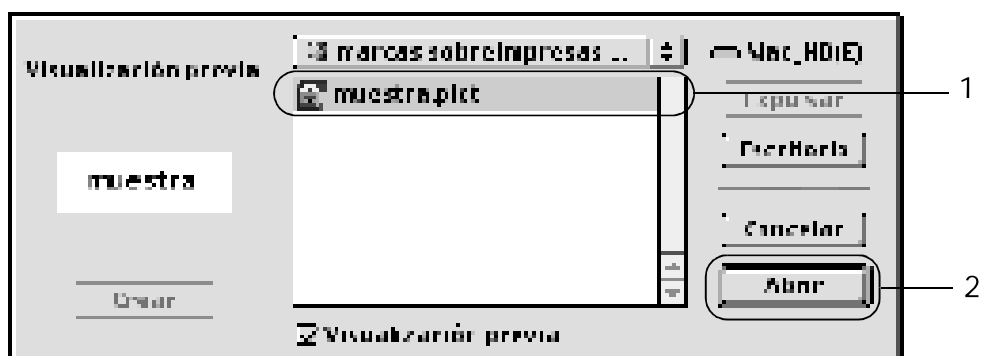 marcas sobreimpresas ...
Mac_HD(E)
Visualización previa
muestra.pict
1
Expulsar
Escritorio
muestra
Cancelar
Abrir
2
Crear
Visualización previa